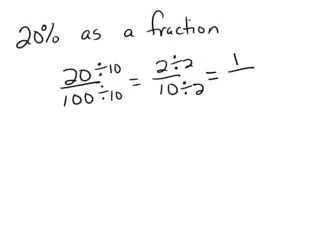 20% as a fraction
20÷10 / 100÷10 = 2÷2 / 10÷2 = 1 /